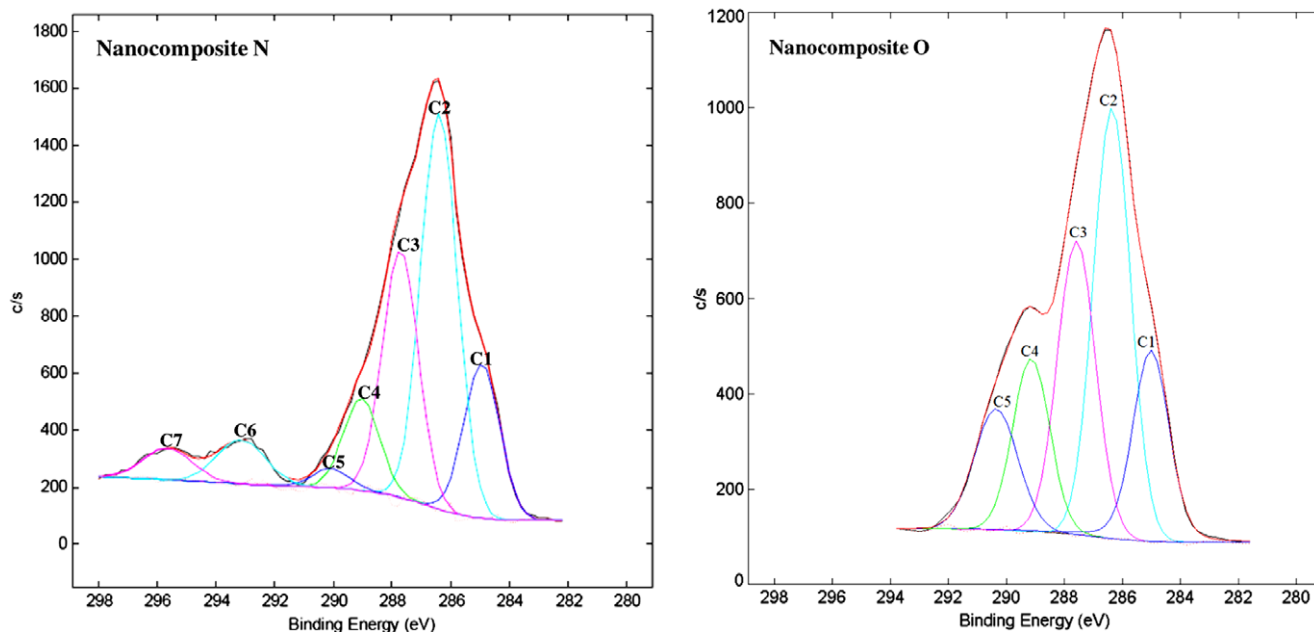 Nanocomposite N
1800
1600
1400
1200
1000
800
600
400
200
0
c/s
C2
C3
C1
C4
C5
C6
C7
298 296 294 292 290 288 286 284 282 280
Binding Energy (eV)
Nanocomposite O
1200
1000
800
600
400
200
0
c/s
C2
C3
C1
C4
C5
298 296 294 292 290 288 286 284 282 280
Binding Energy (eV)